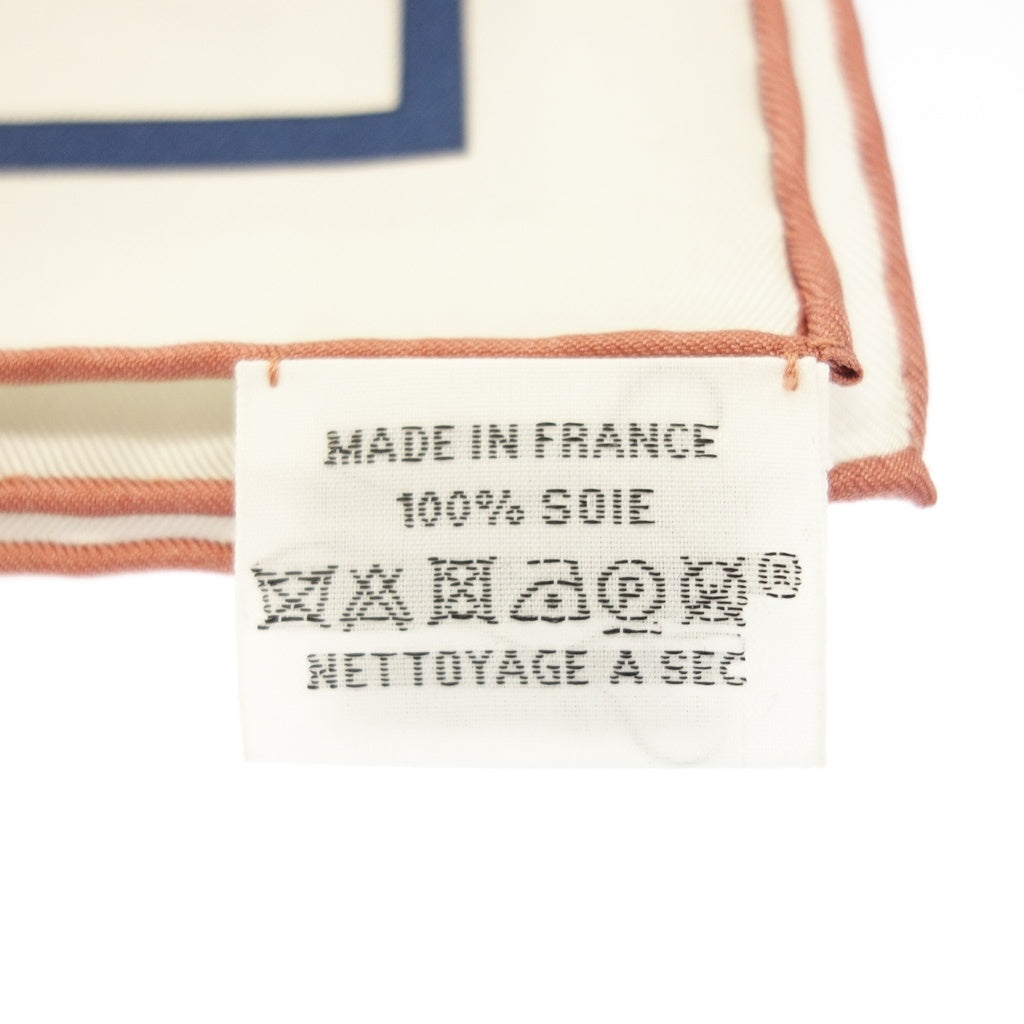 MADE IN FRANCE
100% SOIE
P W ®
NETTOYAGE A SEC